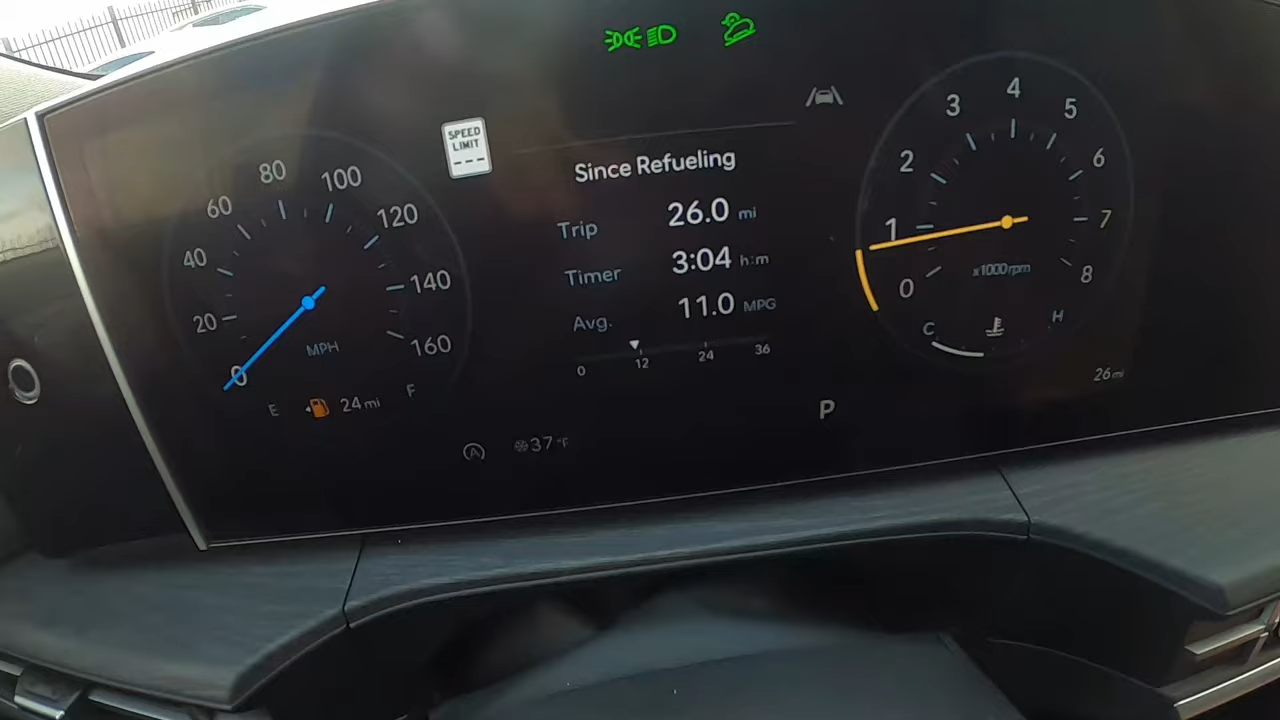 SPEED
LIMIT
---
Since Refueling
Trip 26.0 mi
Timer 3:04 h:m
Avg. 11.0 MPG
0 12 24 36
0 20 40 60 80 100 120 140 160
MPH
E 24 mi F
A
37 °F
P
0 1 2 3 4 5 6 7 8
x1000rpm
C H
26 mi